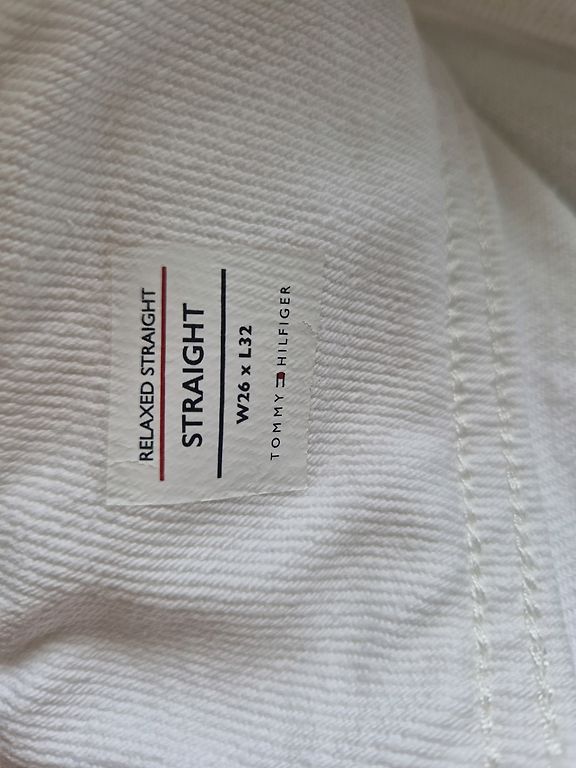 RELAXED STRAIGHT
STRAIGHT
W26 x L32
TOMMY HILFIGER